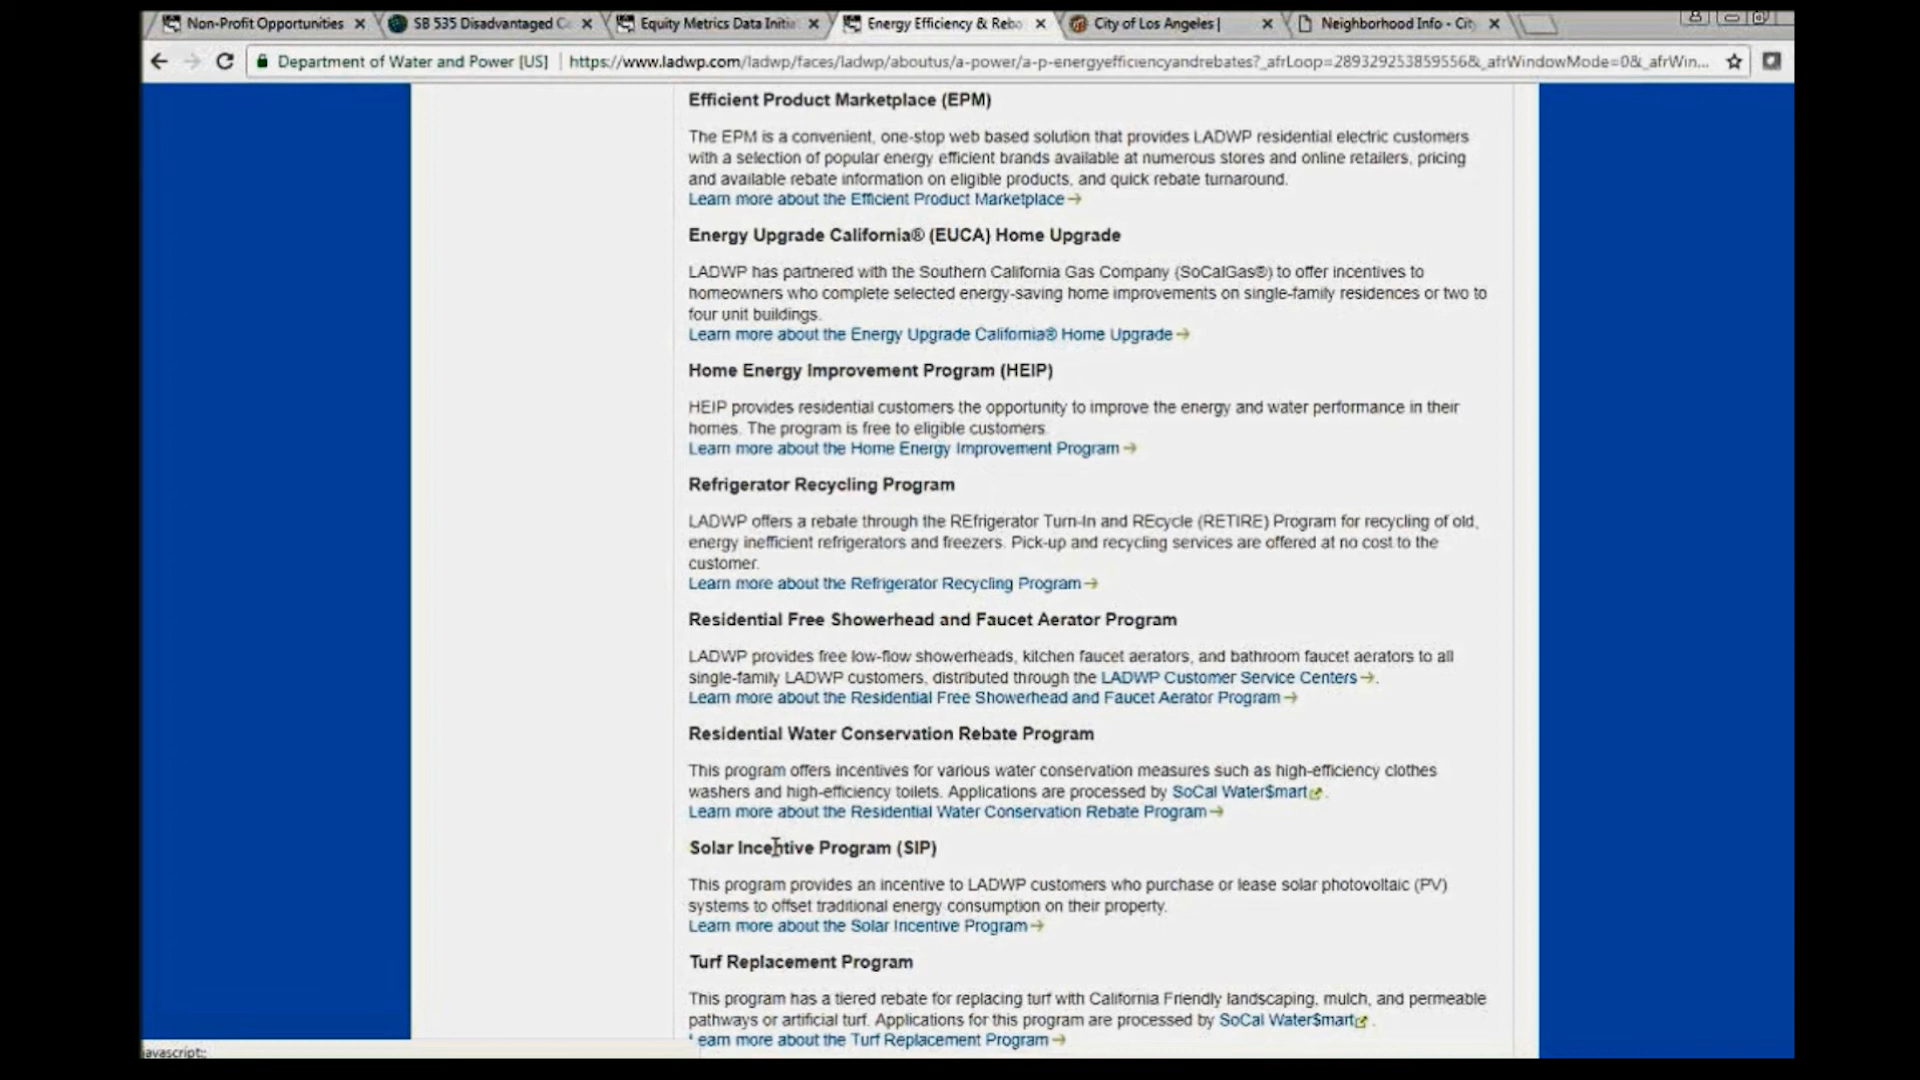 Non-Profit Opportunities
SB 535 Disadvantaged C
Equity Metrics Data Initia
Energy Efficiency & Reba
City of Los Angeles |
Neighborhood Info - Cit
Department of Water and Power [US] https://www.ladwp.com/ladwp/faces/ladwp/aboutus/a-power/a-p-energyefficiencyandrebates?_afrLoop=289329253859556&_afrWindowMode=0&_afrWin...
Efficient Product Marketplace (EPM)
The EPM is a convenient, one-stop web based solution that provides LADWP residential electric customers
with a selection of popular energy efficient brands available at numerous stores and online retailers, pricing
and available rebate information on eligible products, and quick rebate turnaround.
Learn more about the Efficient Product Marketplace
Energy Upgrade California® (EUCA) Home Upgrade
LADWP has partnered with the Southern California Gas Company (SoCalGas®) to offer incentives to
homeowners who complete selected energy-saving home improvements on single-family residences or two to
four unit buildings.
Learn more about the Energy Upgrade California® Home Upgrade
Home Energy Improvement Program (HEIP)
HEIP provides residential customers the opportunity to improve the energy and water performance in their
homes. The program is free to eligible customers.
Learn more about the Home Energy Improvement Program
Refrigerator Recycling Program
LADWP offers a rebate through the REfrigerator Turn-In and REcycle (RETIRE) Program for recycling of old,
energy inefficient refrigerators and freezers. Pick-up and recycling services are offered at no cost to the
customer.
Learn more about the Refrigerator Recycling Program
Residential Free Showerhead and Faucet Aerator Program
LADWP provides free low-flow showerheads, kitchen faucet aerators, and bathroom faucet aerators to all
single-family LADWP customers, distributed through the LADWP Customer Service Centers .
Learn more about the Residential Free Showerhead and Faucet Aerator Program
Residential Water Conservation Rebate Program
This program offers incentives for various water conservation measures such as high-efficiency clothes
washers and high-efficiency toilets. Applications are processed by SoCal Water$mart .
Learn more about the Residential Water Conservation Rebate Program
Solar Incentive Program (SIP)
This program provides an incentive to LADWP customers who purchase or lease solar photovoltaic (PV)
systems to offset traditional energy consumption on their property.
Learn more about the Solar Incentive Program
Turf Replacement Program
This program has a tiered rebate for replacing turf with California Friendly landscaping, mulch, and permeable
pathways or artificial turf. Applications for this program are processed by SoCal Water$mart .
earn more about the Turf Replacement Program
javascript:;